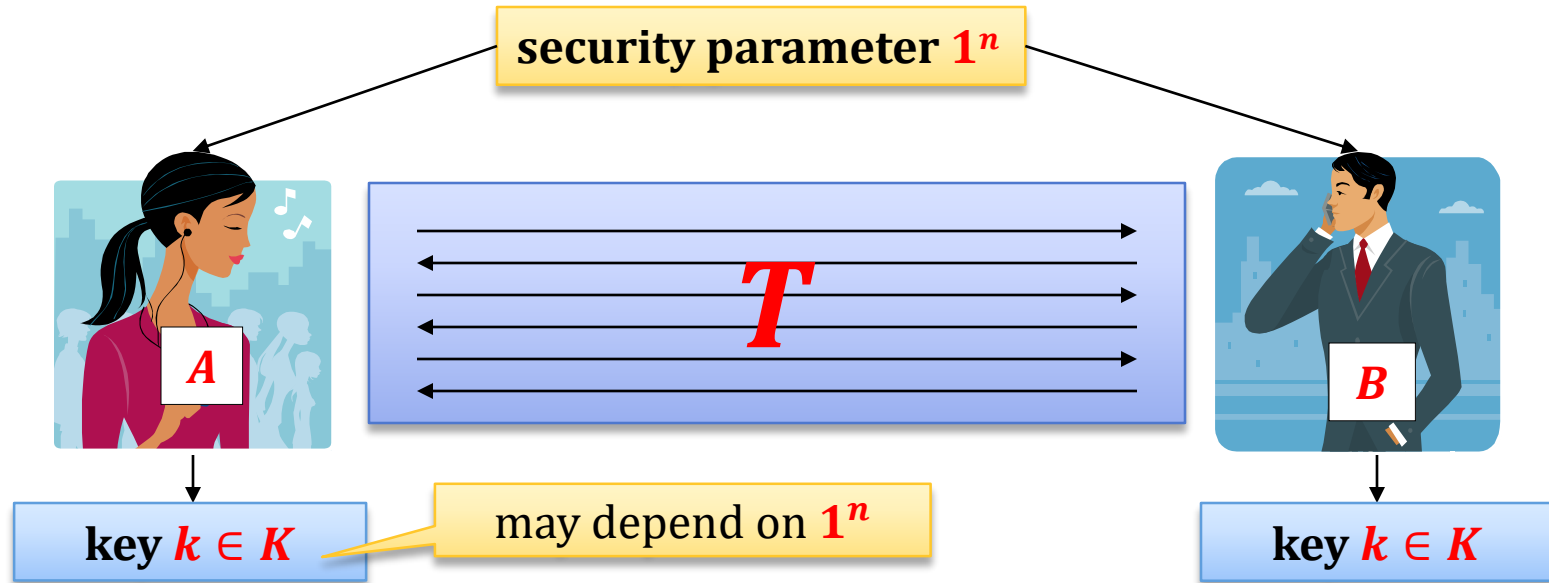 security parameter 1ⁿ
T
A
B
key k ∈ K
may depend on 1ⁿ
key k ∈ K